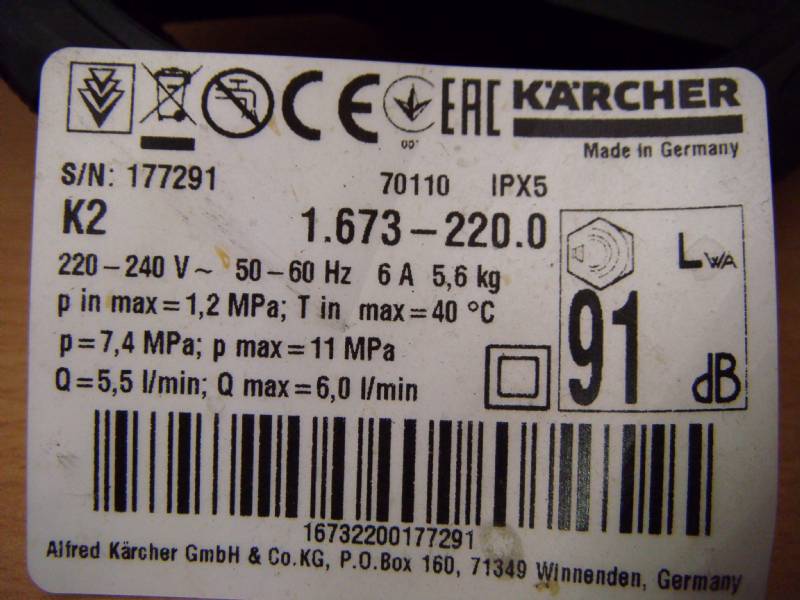 CE EAC KÄRCHER
Made in Germany
S/N: 177291 70110 IPX5
K2 1.673-220.0
220-240 V~ 50-60 Hz 6 A 5,6 kg
p in max=1,2 MPa; T in max=40 °C
p=7,4 MPa; p max=11 MPa
Q=5,5 l/min; Q max=6,0 l/min
LWA
91
dB
16732200177291
Alfred Kärcher GmbH & Co.KG, P.O.Box 160, 71349 Winnenden, Germany